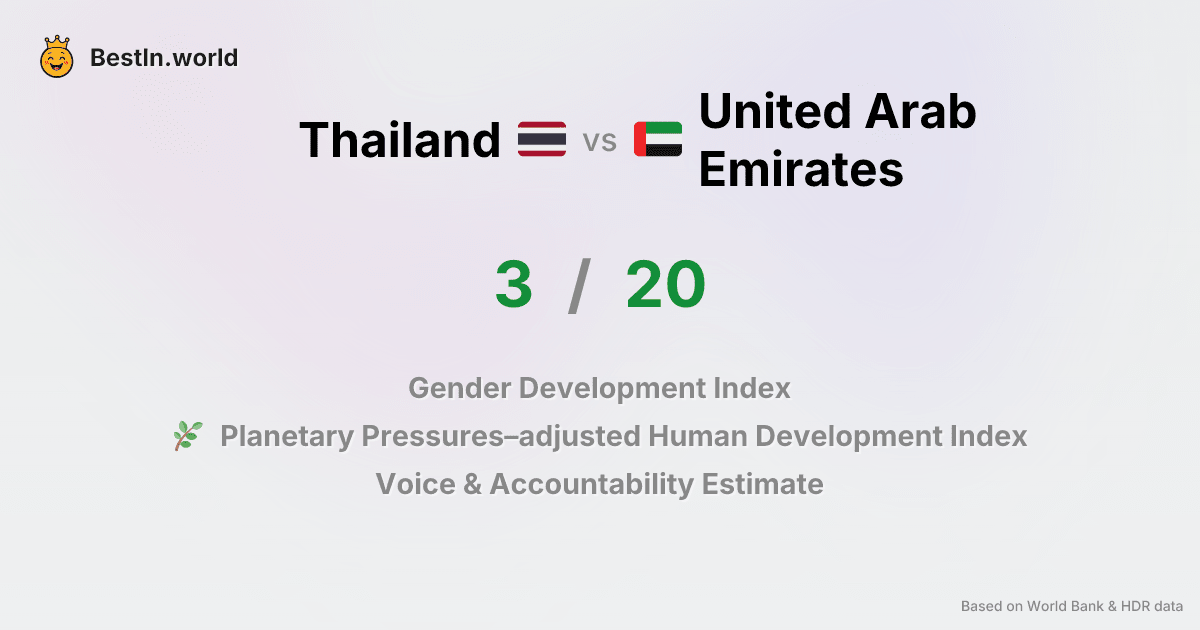 BestIn.world
Thailand vs United Arab
Emirates
3 / 20
Gender Development Index
Planetary Pressures–adjusted Human Development Index
Voice & Accountability Estimate
Based on World Bank & HDR data